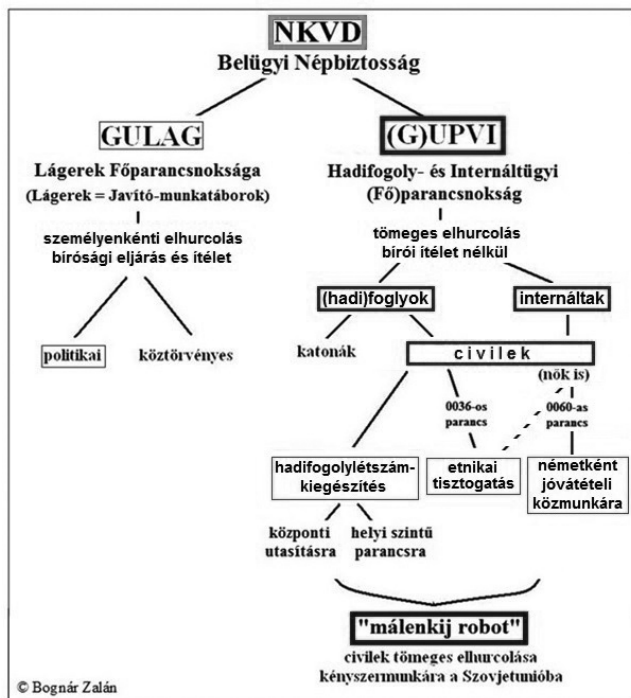 NKVD
Belügyi Népbiztosság
GULAG
Lágerek Főparancsnoksága
(Lágerek = Javító-munkatáborok)
személyenkénti elhurcolás
bírósági eljárás és ítélet
politikai
köztörvényes
(G)UPVI
Hadifogoly- és Internáltügyi
(Fő)parancsnokság
tömeges elhurcolás
bírói ítélet nélkül
(hadi)foglyok
internáltak
katonák
civilek
(nők is)
0036-os
parancs
0060-as
parancs
hadifogolylétszám-
kiegészítés
etnikai
tisztogatás
németként
jóvátételi
közmunkára
központi
utasításra
helyi szintű
parancsra
"málenkij robot"
civilek tömeges elhurcolása
kényszermunkára a Szovjetunióba
© Bognár Zalán